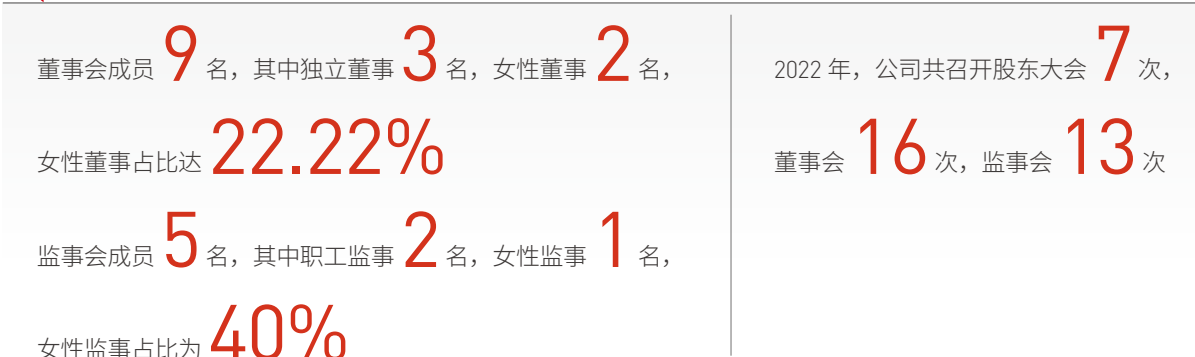 董事会成员 9 名，其中独立董事 3 名，女性董事 2 名，
女性董事占比达 22.22%
监事会成员 5 名，其中职工监事 2 名，女性监事 1 名，
女性监事占比为 40%
2022 年，公司共召开股东大会 7 次，
董事会 16 次，监事会 13 次